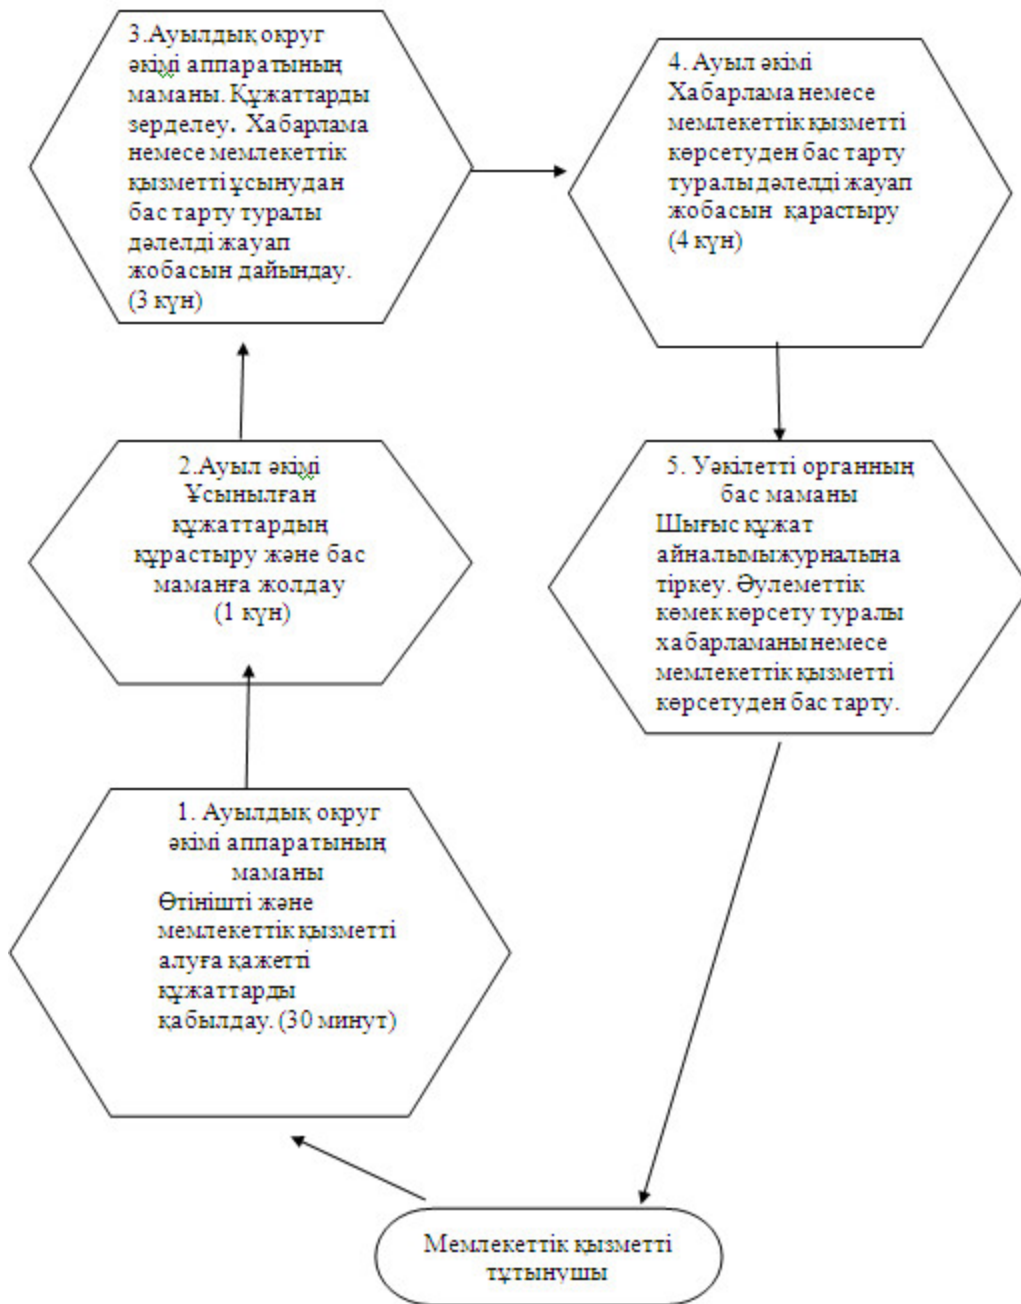 3.Ауылдық округ
әкімі аппаратының
маманы. Құжаттарды
зерделеу. Хабарлама
немесе мемлекеттік
қызметті ұсынудан
бас тарту туралы
дәлелді жауап
жобасын дайындау.
(3 күн)
4. Ауыл әкімі
Хабарлама немесе
мемлекеттік қызметті
көрсетуден бас тарту
туралы дәлелді жауап
жобасын қарастыру
(4 күн)
2.Ауыл әкімі
Ұсынылған
құжаттардың
құрастыру және бас
маманға жолдау
(1 күн)
5. Уәкілетті органның
бас маманы
Шығыс құжат
айналымыжурналына
тіркеу. Әулеметтік
көмек көрсету туралы
хабарламаны немесе
мемлекеттік қызметті
көрсетуден бас тарту.
1. Ауылдық округ
әкімі аппаратының
маманы
Өтінішті және
мемлекеттік қызметті
алуға қажетті
құжаттарды
қабылдау. (30 минут)
Мемлекеттік қызметті
тұтынушы